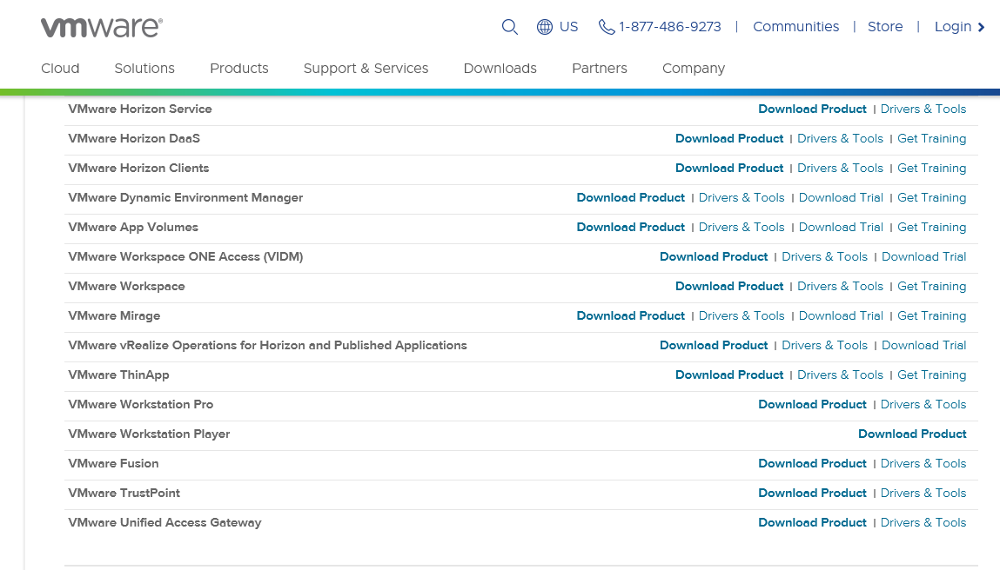 vmware®
US
1-877-486-9273 | Communities | Store | Login
Cloud Solutions Products Support & Services Downloads Partners Company
VMware Horizon Service Download Product | Drivers & Tools
VMware Horizon DaaS Download Product | Drivers & Tools | Get Training
VMware Horizon Clients Download Product | Drivers & Tools | Get Training
VMware Dynamic Environment Manager Download Product | Drivers & Tools | Download Trial | Get Training
VMware App Volumes Download Product | Drivers & Tools | Download Trial | Get Training
VMware Workspace ONE Access (VIDM) Download Product | Drivers & Tools | Download Trial
VMware Workspace Download Product | Drivers & Tools | Get Training
VMware Mirage Download Product | Drivers & Tools | Download Trial | Get Training
VMware vRealize Operations for Horizon and Published Applications Download Product | Drivers & Tools | Download Trial
VMware ThinApp Download Product | Drivers & Tools | Get Training
VMware Workstation Pro Download Product | Drivers & Tools
VMware Workstation Player Download Product
VMware Fusion Download Product | Drivers & Tools
VMware TrustPoint Download Product | Drivers & Tools
VMware Unified Access Gateway Download Product | Drivers & Tools